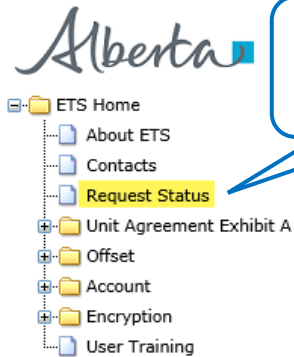 Alberta
ETS Home
About ETS
Contacts
Request Status
Unit Agreement Exhibit A
Offset
Account
Encryption
User Training